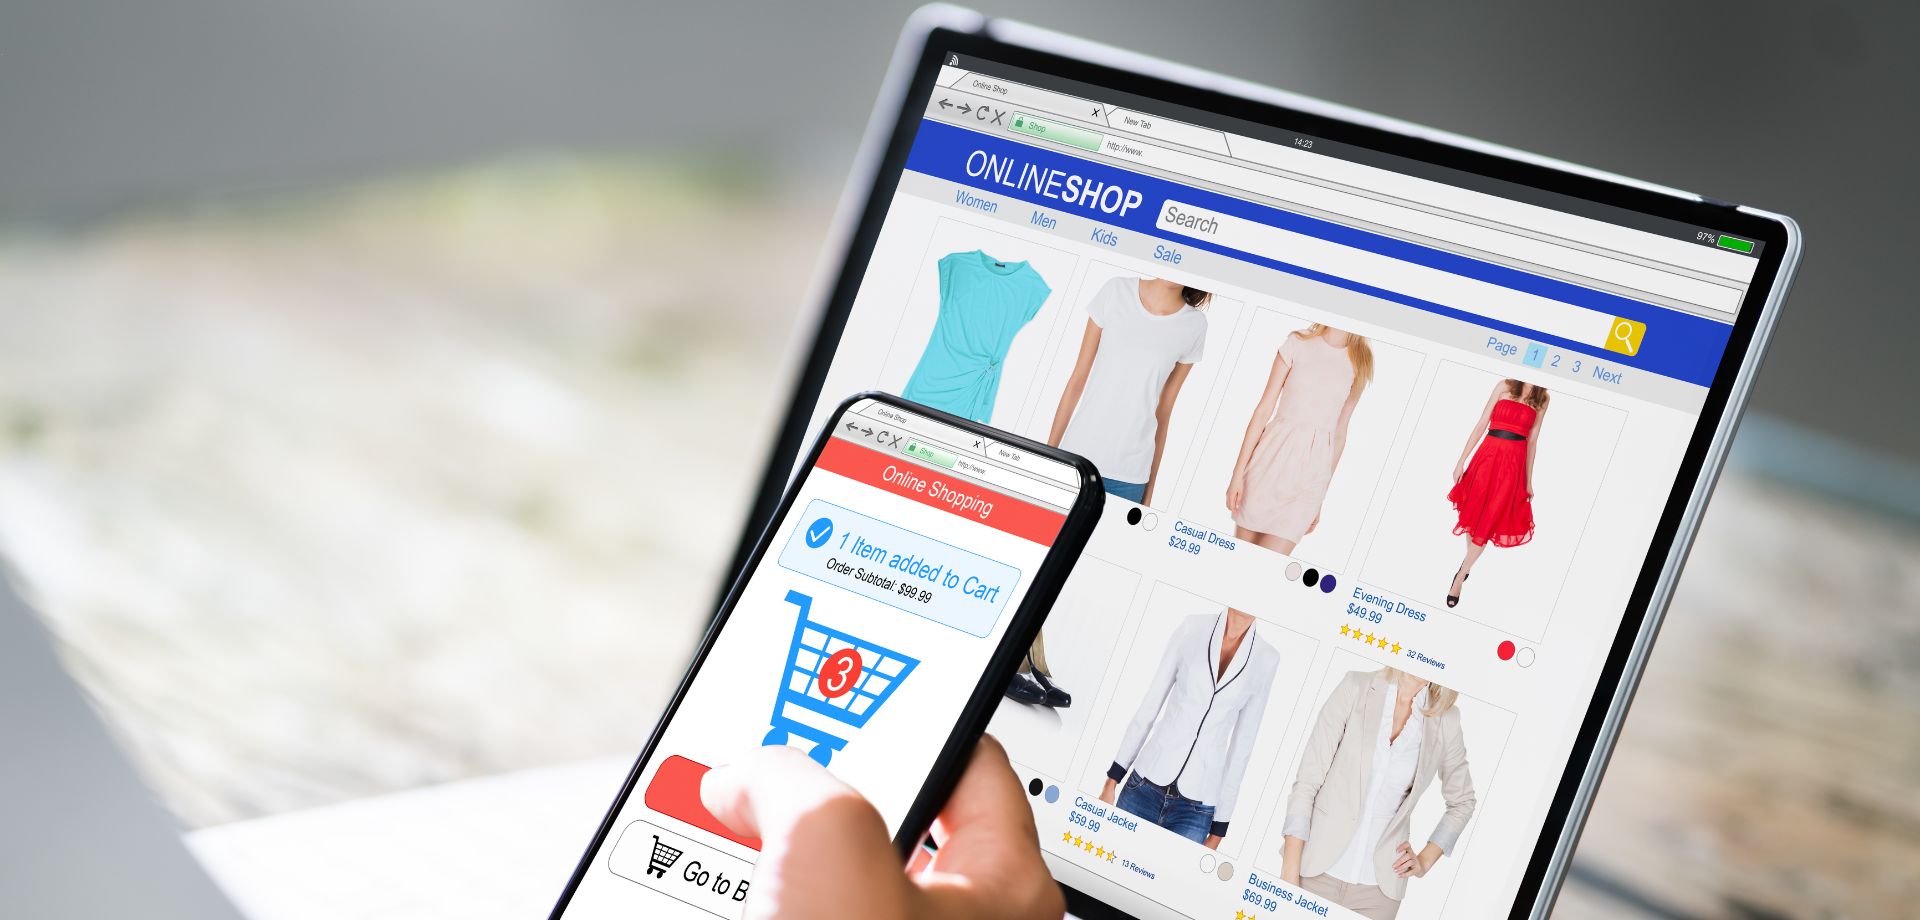 Online Shop
X
New Tab
14:23
97%
Shop
http://www.
ONLINESHOP
Search
Women
Men
Kids
Sale
Page 1 2 3 Next
Casual Dress
$29.99
Evening Dress
$49.99
32 Reviews
Casual Jacket
$59.99
13 Reviews
Business Jacket
$69.99
Online Shop
X
New Tab
Shop
http://www.
Online Shopping
1 Item added to Cart
Order Subtotal: $99.99
3
Go to